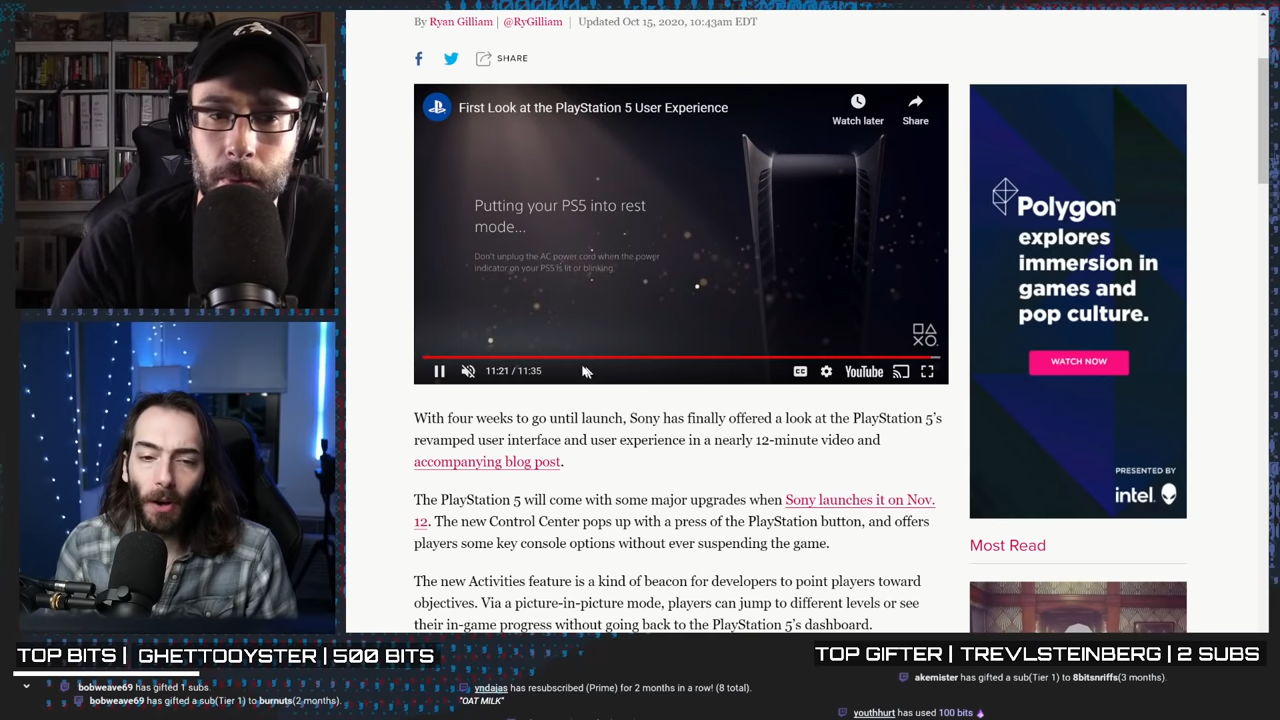 By Ryan Gilliam | @RyGilliam | Updated Oct 15, 2020, 10:43am EDT
SHARE
First Look at the PlayStation 5 User Experience
Watch later
Share
Putting your PS5 into rest
mode...
Don't unplug the AC power cord when the power
indicator on your PS5 is lit or blinking.
11:21 / 11:35
CC
YouTube
With four weeks to go until launch, Sony has finally offered a look at the PlayStation 5's
revamped user interface and user experience in a nearly 12-minute video and
accompanying blog post.
The PlayStation 5 will come with some major upgrades when Sony launches it on Nov.
12. The new Control Center pops up with a press of the PlayStation button, and offers
players some key console options without ever suspending the game.
The new Activities feature is a kind of beacon for developers to point players toward
objectives. Via a picture-in-picture mode, players can jump to different levels or see
their in-game progress without going back to the PlayStation 5's dashboard.
Polygon
explores
immersion in
games and
pop culture.
WATCH NOW
PRESENTED BY
intel.
Most Read
TOP BITS | GHETTODYSTER | 500 BITS
TOP GIFTER | TREVLSTEINBERG | 2 SUBS
bobweave69 has gifted 1 subs.
bobweave69 has gifted a sub(Tier 1) to burnuts(2 months).
yndajas has resubscribed (Prime) for 2 months in a row! (8 total).
"OAT MILK"
akemister has gifted a sub(Tier 1) to 8bitsniffs(3 months).
youthhurt has used 100 bits